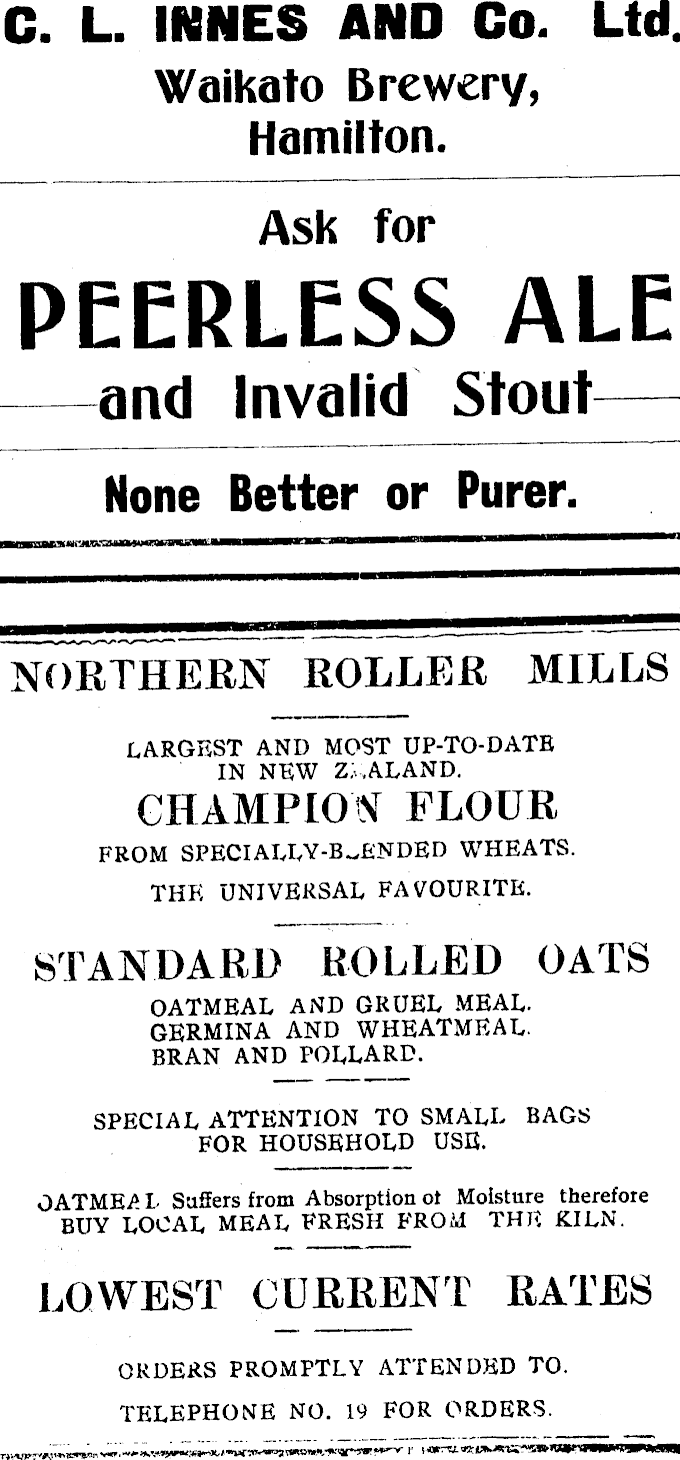 C. L. INNES AND Co. Ltd.
Waikato Brewery,
Hamilton.
Ask for
PEERLESS ALE
and Invalid Stout
None Better or Purer.
NORTHERN ROLLER MILLS
LARGEST AND MOST UP-TO-DATE
IN NEW ZEALAND.
CHAMPION FLOUR
FROM SPECIALLY-BLENDED WHEATS.
THE UNIVERSAL FAVOURITE.
STANDARD ROLLED OATS
OATMEAL AND GRUEL MEAL.
GERMINA AND WHEATMEAL.
BRAN AND POLLARD.
SPECIAL ATTENTION TO SMALL BAGS
FOR HOUSEHOLD USE.
OATMEAL Suffers from Absorption of Moisture therefore
BUY LOCAL MEAL FRESH FROM THE KILN.
LOWEST CURRENT RATES
ORDERS PROMPTLY ATTENDED TO.
TELEPHONE NO. 19 FOR ORDERS.